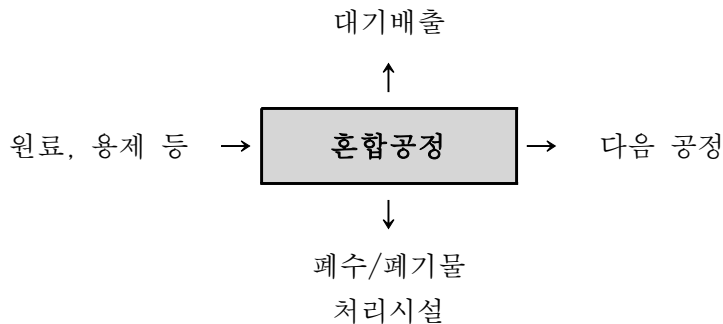 대기배출
원료, 용제 등
혼합공정
다음 공정
폐수/폐기물
처리시설